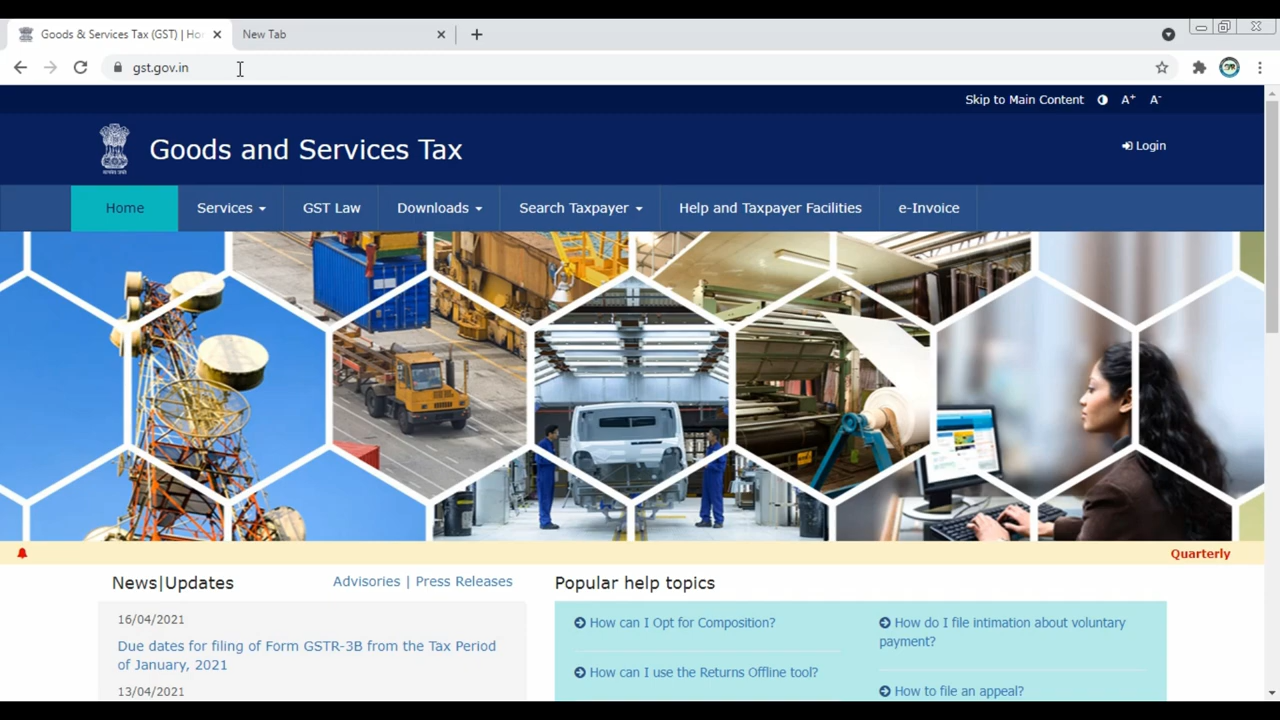 Goods & Services Tax (GST) | Ho
New Tab
gst.gov.in
Skip to Main Content A+ A-
Goods and Services Tax
Login
Home Services GST Law Downloads Search Taxpayer Help and Taxpayer Facilities e-Invoice
Quarterly
News|Updates Advisories | Press Releases
16/04/2021
Due dates for filing of Form GSTR-3B from the Tax Period
of January, 2021
13/04/2021
Popular help topics
How can I Opt for Composition?
How can I use the Returns Offline tool?
How do I file intimation about voluntary
payment?
How to file an appeal?